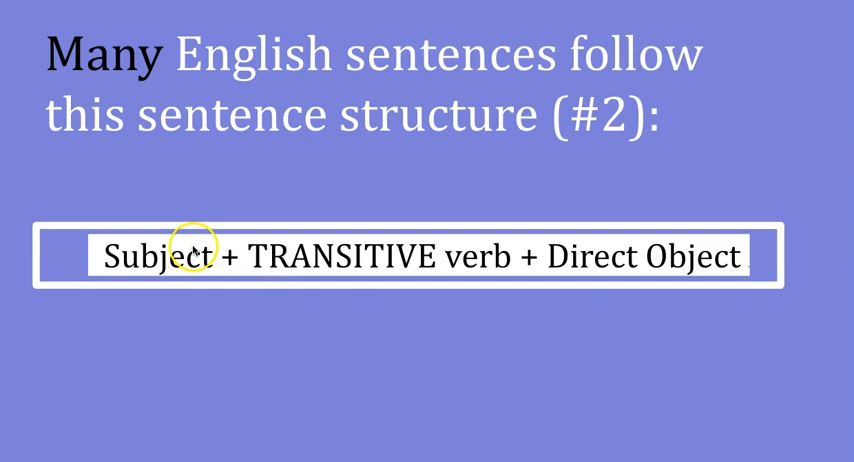 Many English sentences follow
this sentence structure (#2):
Subject + TRANSITIVE verb + Direct Object